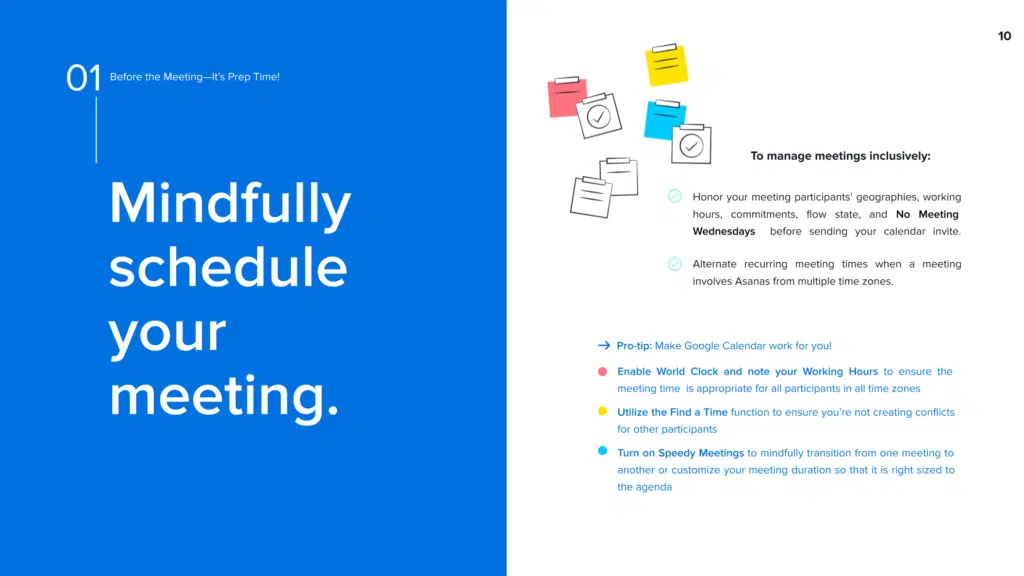 01
Before the Meeting—It's Prep Time!
Mindfully
schedule
your
meeting.
10
To manage meetings inclusively:
Honor your meeting participants' geographies, working
hours, commitments, flow state, and No Meeting
Wednesdays before sending your calendar invite.
Alternate recurring meeting times when a meeting
involves Asanas from multiple time zones.
Pro-tip: Make Google Calendar work for you!
Enable World Clock and note your Working Hours to ensure the
meeting time is appropriate for all participants in all time zones
Utilize the Find a Time function to ensure you're not creating conflicts
for other participants
Turn on Speedy Meetings to mindfully transition from one meeting to
another or customize your meeting duration so that it is right sized to
the agenda